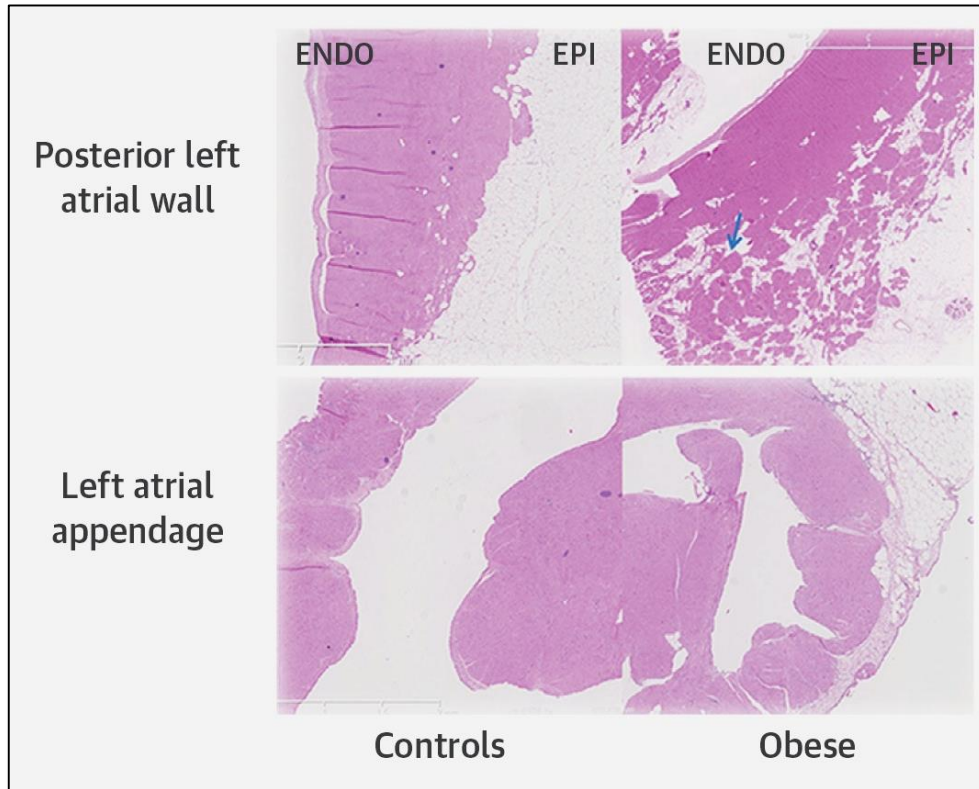 ENDO EPI ENDO EPI
Posterior left
atrial wall
Left atrial
appendage
Controls Obese